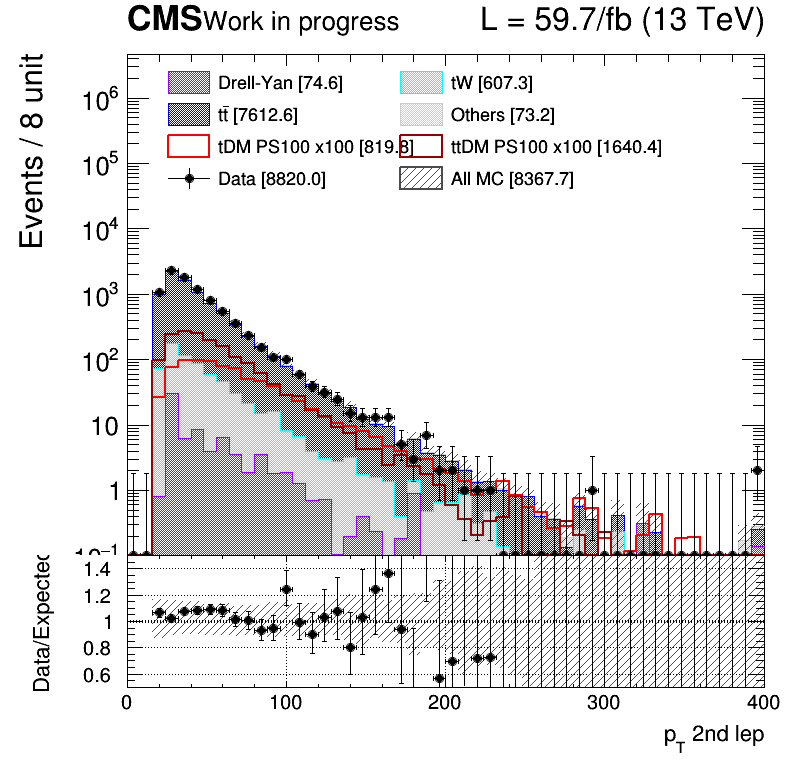 CMS Work in progress L = 59.7/fb (13 TeV)
Events / 8 unit
Drell-Yan [74.6] tW [607.3]
tt̄ [7612.6] Others [73.2]
tDM PS100 x100 [819.8] ttDM PS100 x100 [1640.4]
Data [8820.0] All MC [8367.7]
10⁶
10⁵
10⁴
10³
10²
10
1
10⁻¹
Data/Expected
1.4
1.2
1
0.8
0.6
0 100 200 300 400
p_T 2nd lep